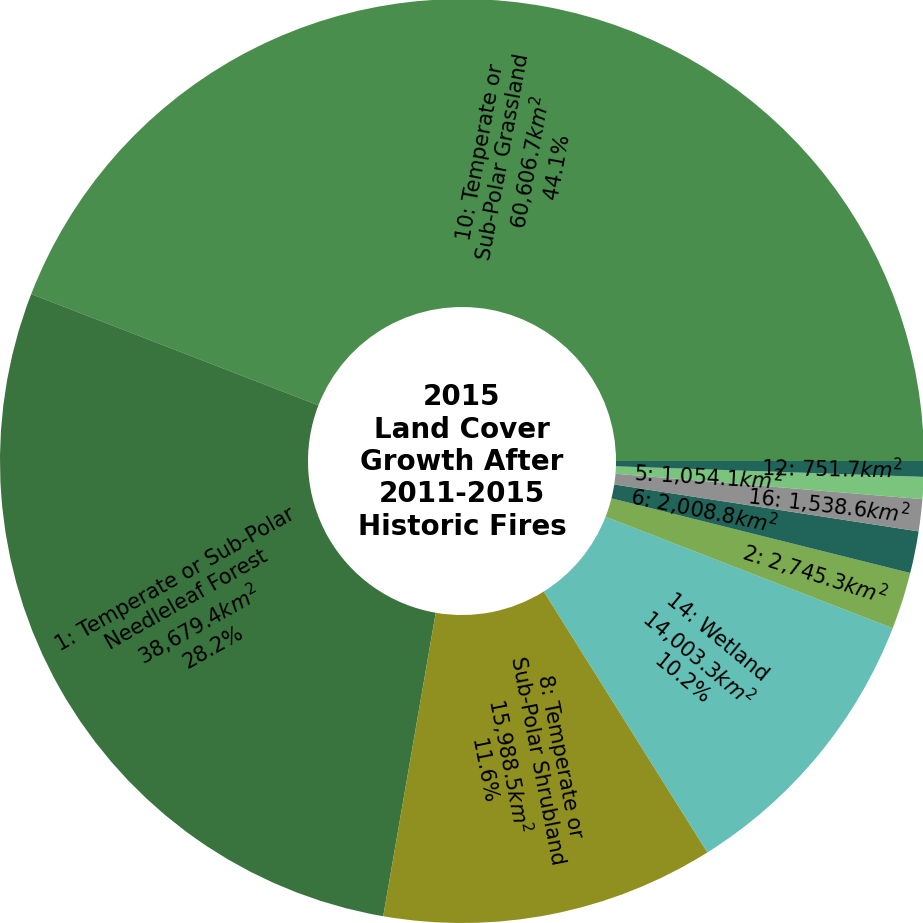 10: Temperate or
Sub-Polar Grassland
60,606.7km²
44.1%
2015
Land Cover
Growth After
2011-2015
Historic Fires
12: 751.7km²
5: 1,054.1km²
16: 1,538.6km²
6: 2,008.8km²
2: 2,745.3km²
14: Wetland
14,003.3km²
10.2%
8: Temperate or
Sub-Polar Shrubland
15,988.5km²
11.6%
1: Temperate or Sub-Polar
Needleleaf Forest
38,679.4km²
28.2%